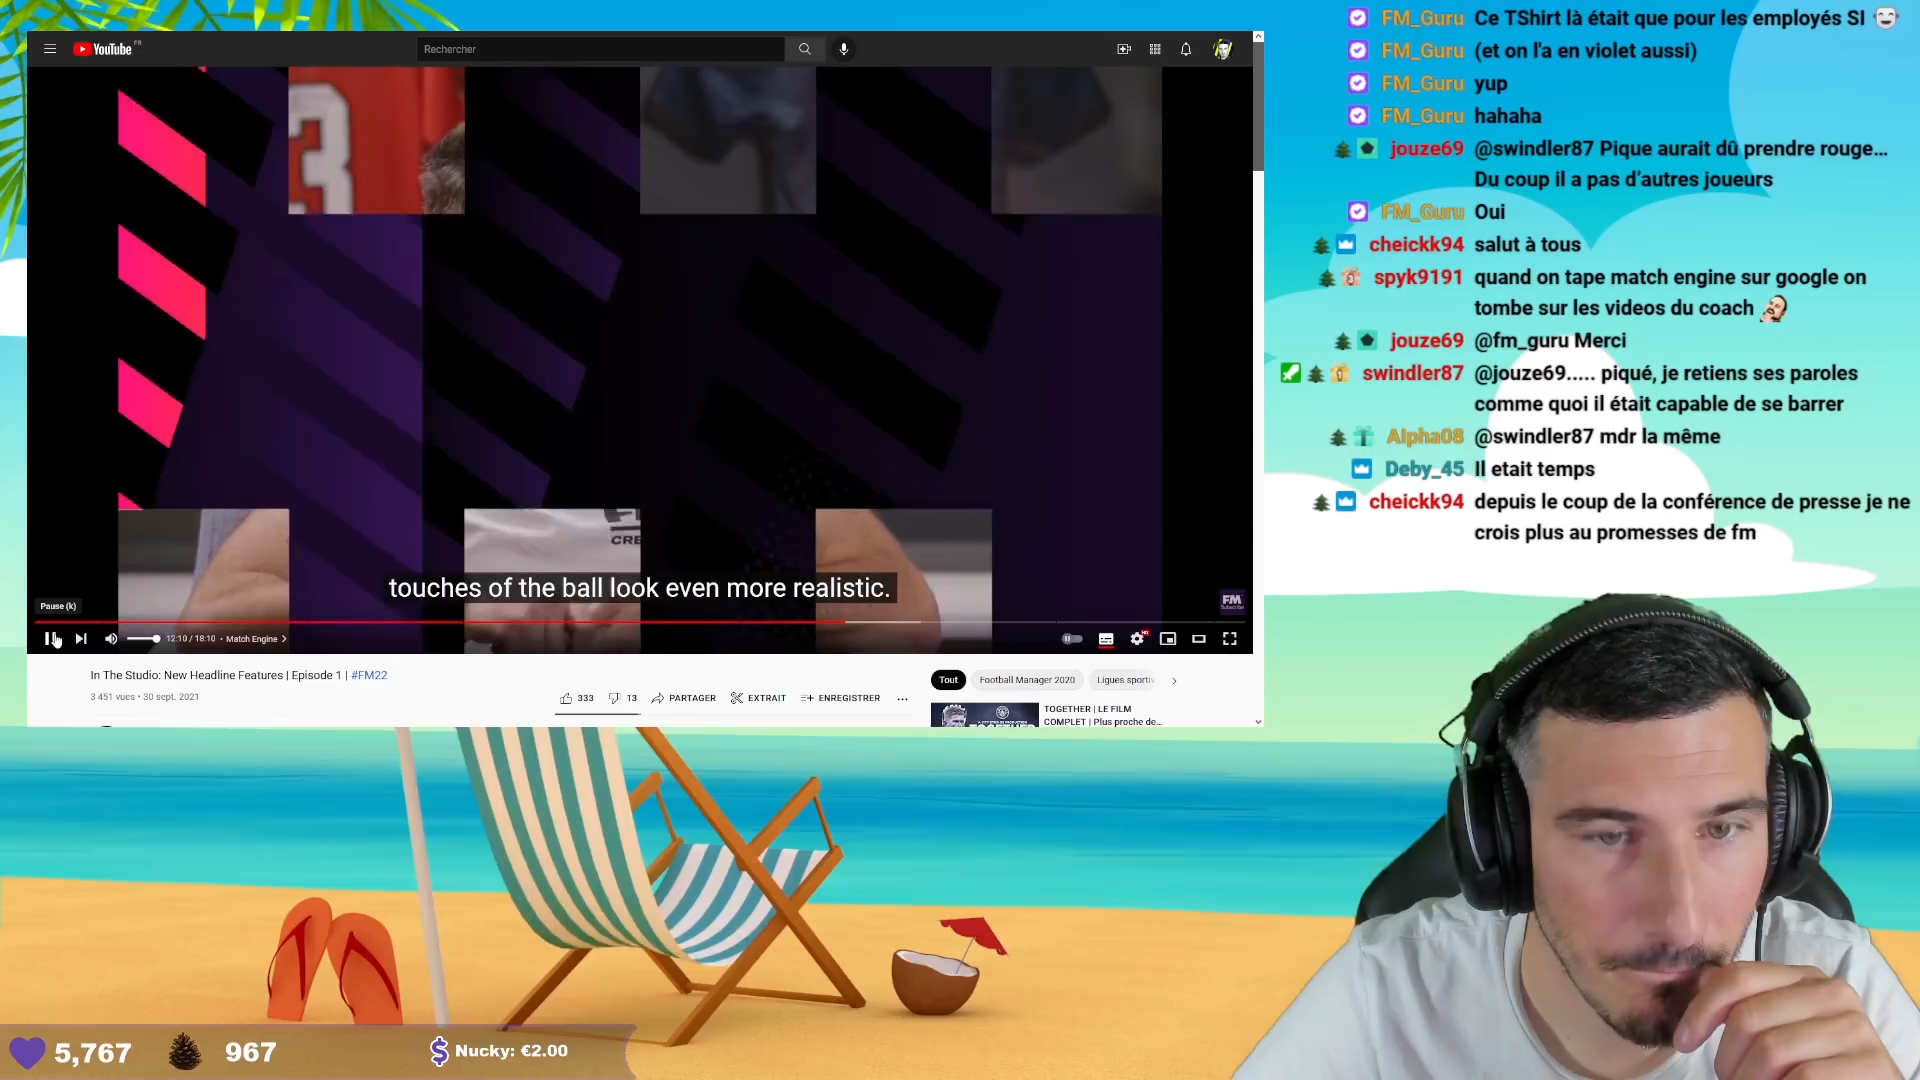 YouTube FR
Rechercher
3
CRE
touches of the ball look even more realistic.
FM
Subscribe
Pause (k)
12:10 / 18:10 • Match Engine >
In The Studio: New Headline Features | Episode 1 | #FM22
3 451 vues • 30 sept. 2021
333
13
PARTAGER
EXTRAIT
ENREGISTRER
Tout
Football Manager 2020
Ligues sporti
TOGETHER | LE FILM
COMPLET | Plus proche de...
FM_Guru Ce TShirt là était que pour les employés SI
FM_Guru (et on l'a en violet aussi)
FM_Guru yup
FM_Guru hahaha
jouze69 @swindler87 Pique aurait dû prendre rouge...
Du coup il a pas d’autres joueurs
FM_Guru Oui
cheickk94 salut à tous
spyk9191 quand on tape match engine sur google on
tombe sur les videos du coach
jouze69 @fm_guru Merci
swindler87 @jouze69..... piqué, je retiens ses paroles
comme quoi il était capable de se barrer
Alpha08 @swindler87 mdr la même
Deby_45 Il etait temps
cheickk94 depuis le coup de la conférence de presse je ne
crois plus au promesses de fm
5,767
967
Nucky: €2.00